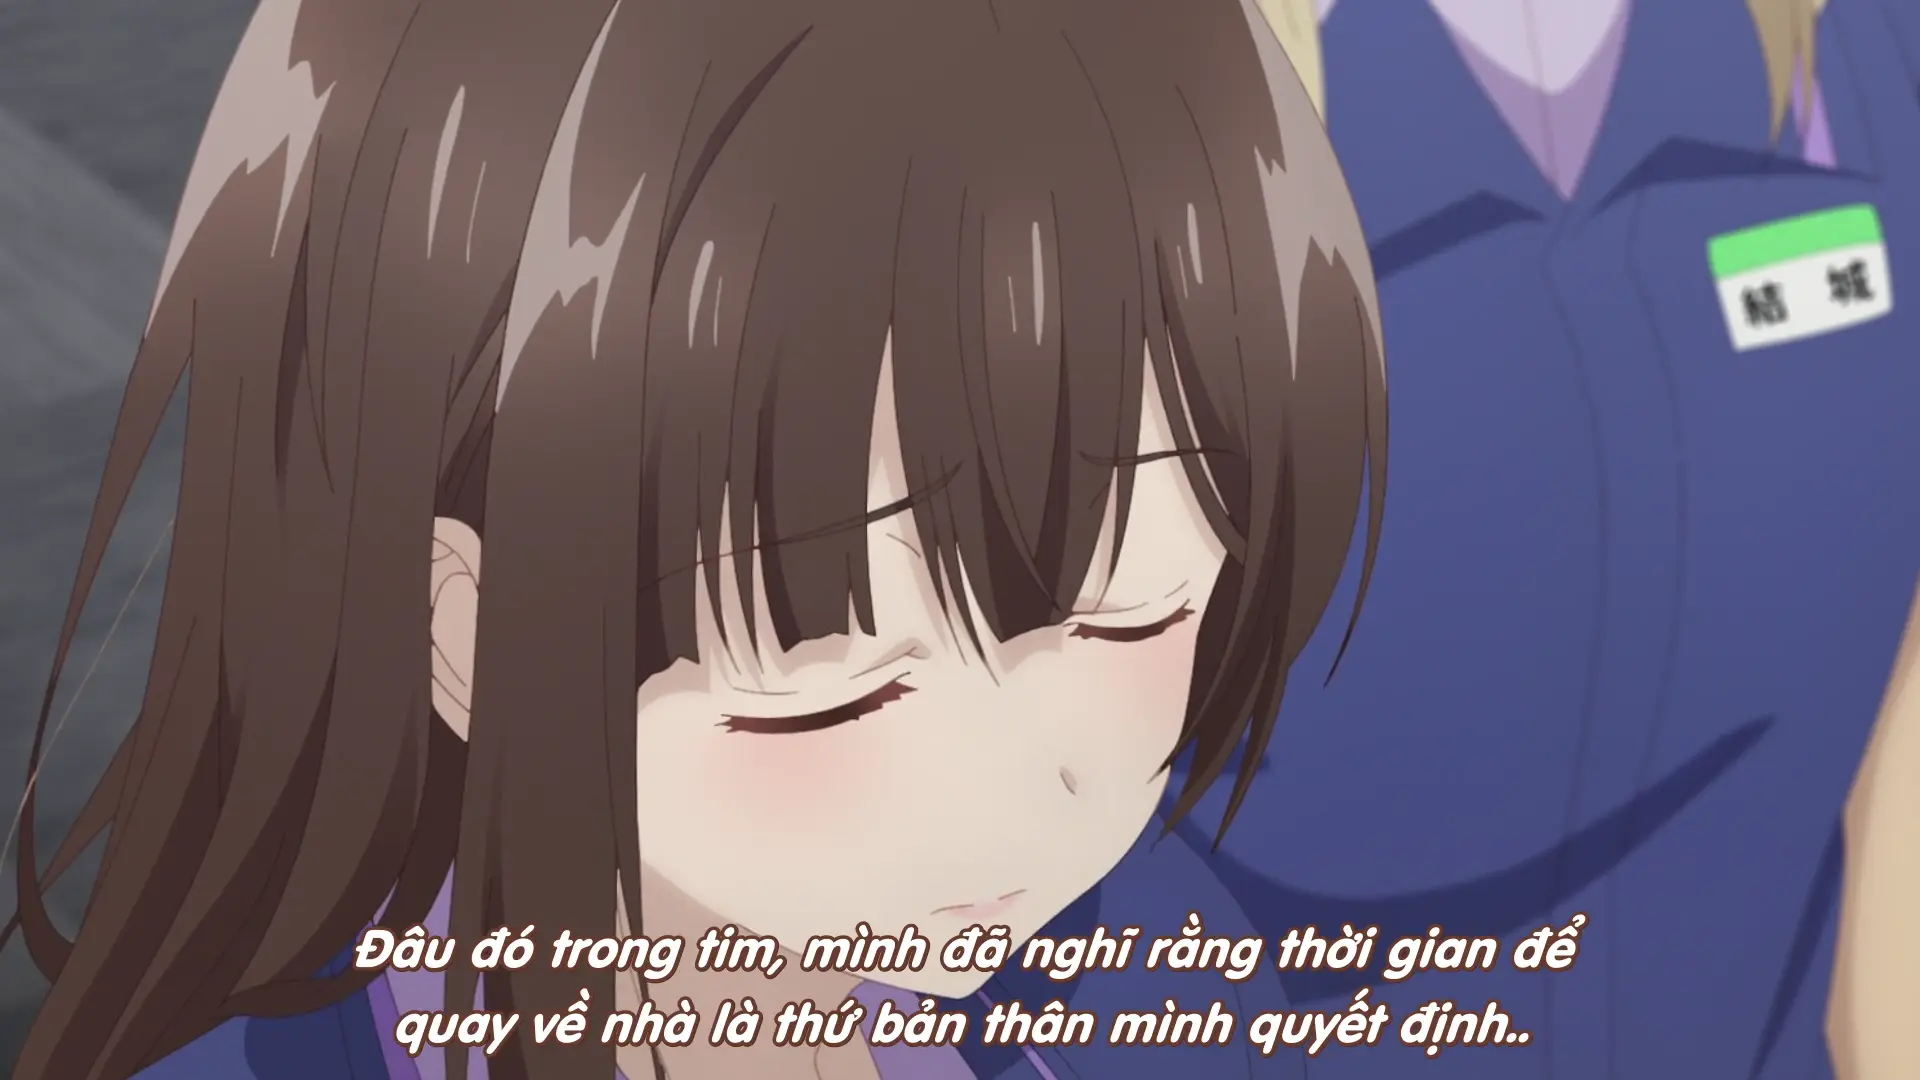 結城
Đâu đó trong tim, mình đã nghĩ rằng thời gian để
quay về nhà là thứ bản thân mình quyết định..